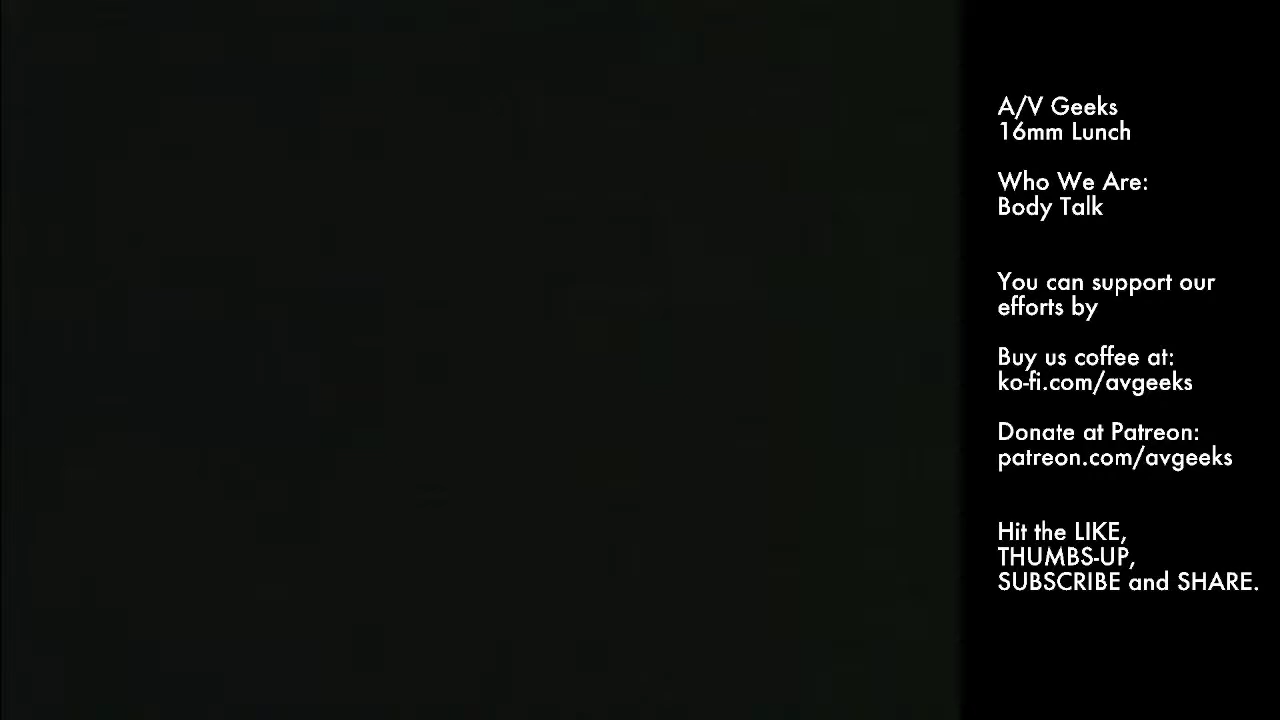 A/V Geeks
16mm Lunch
Who We Are:
Body Talk
You can support our
efforts by
Buy us coffee at:
ko-fi.com/avgeeks
Donate at Patreon:
patreon.com/avgeeks
Hit the LIKE,
THUMBS-UP,
SUBSCRIBE and SHARE.